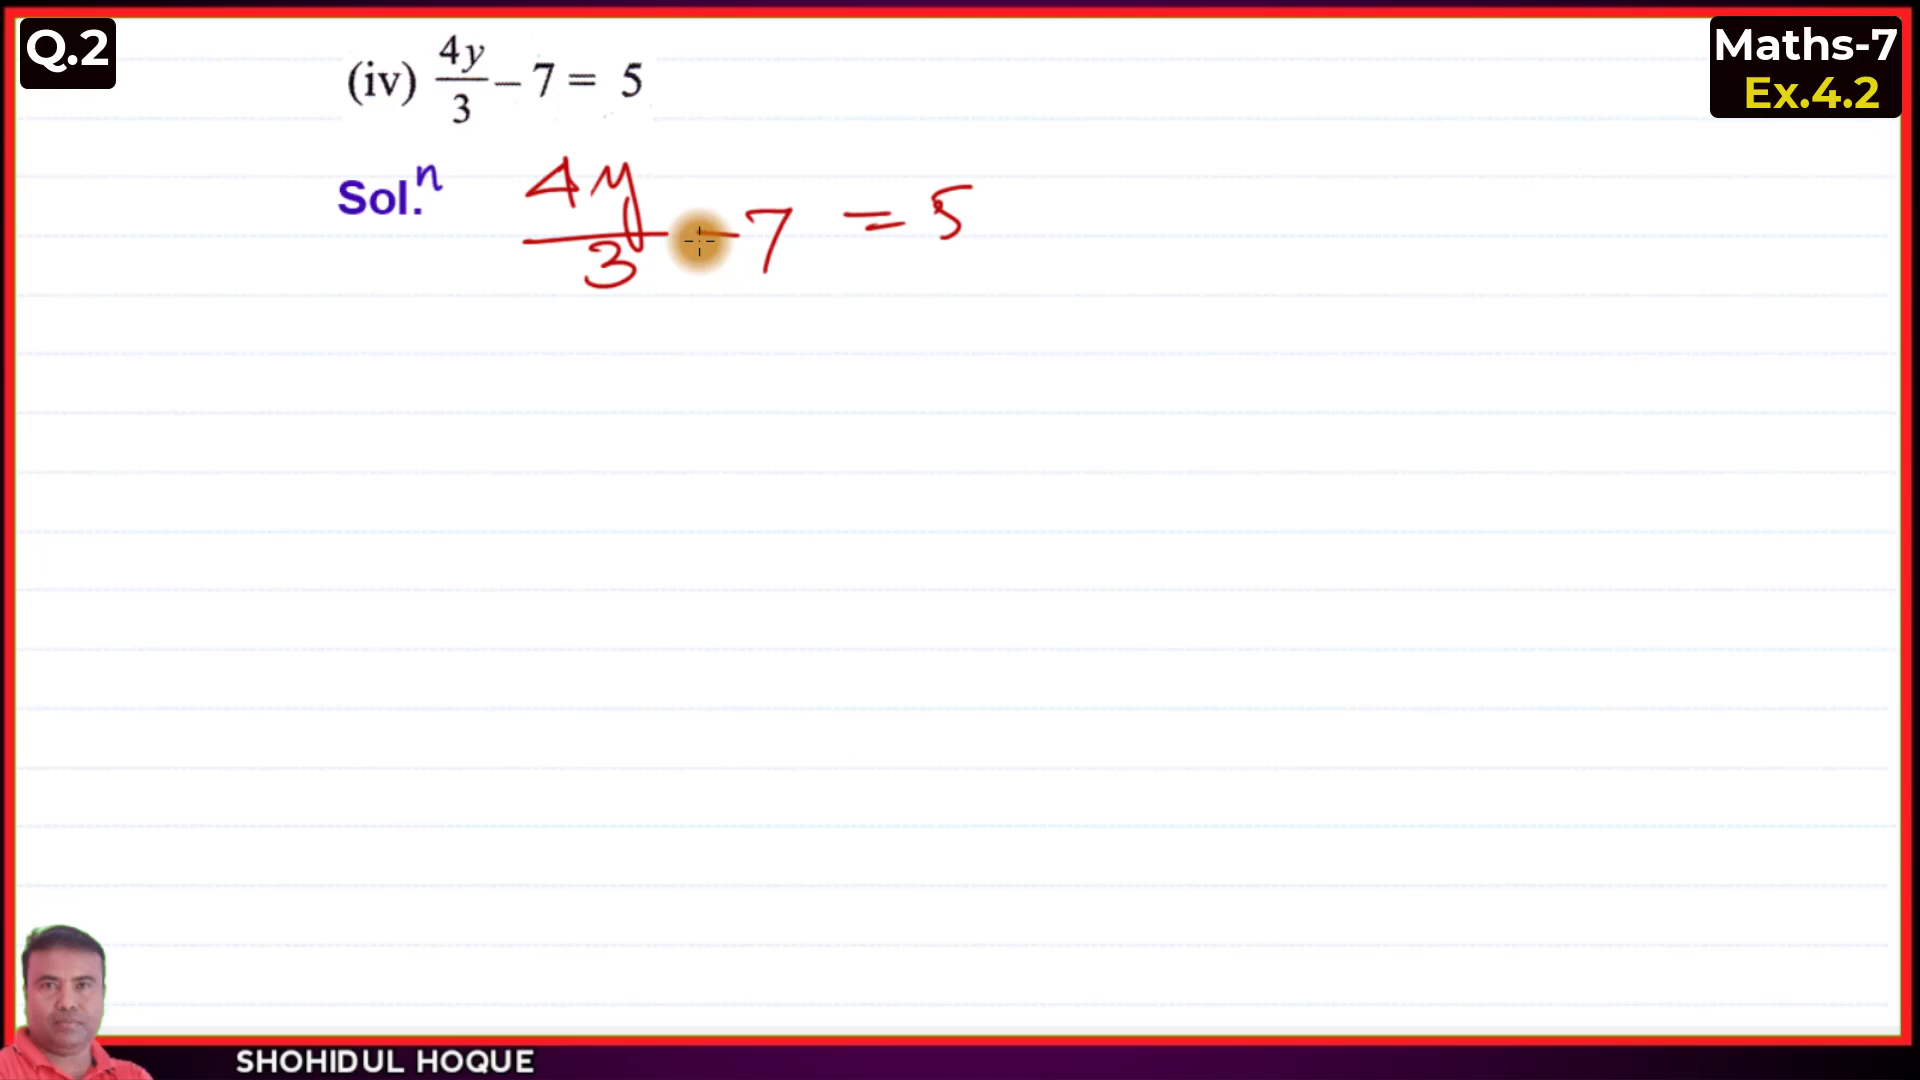 Q.2
(iv) 4y/3 – 7 = 5
Maths-7
Ex.4.2
Sol.ⁿ 4y/3 – 7 = 5
SHOHIDUL HOQUE